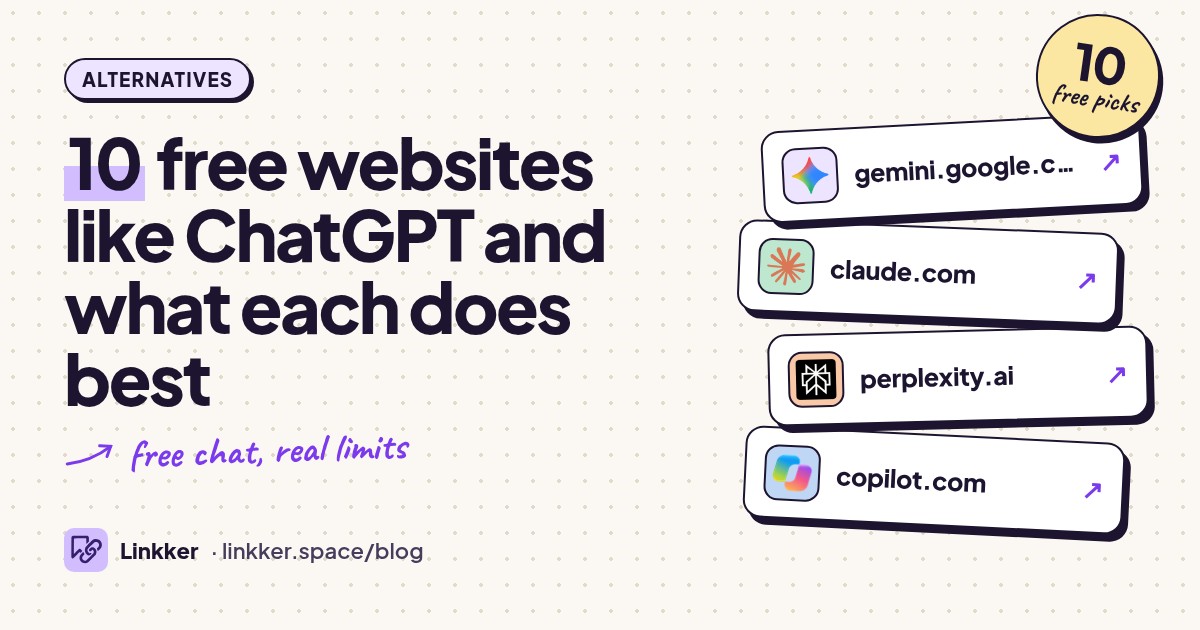 ALTERNATIVES
10 free websites
like ChatGPT and
what each does
best
free chat, real limits
Linkker · linkker.space/blog
10
free picks
gemini.google.c...
claude.com
perplexity.ai
copilot.com